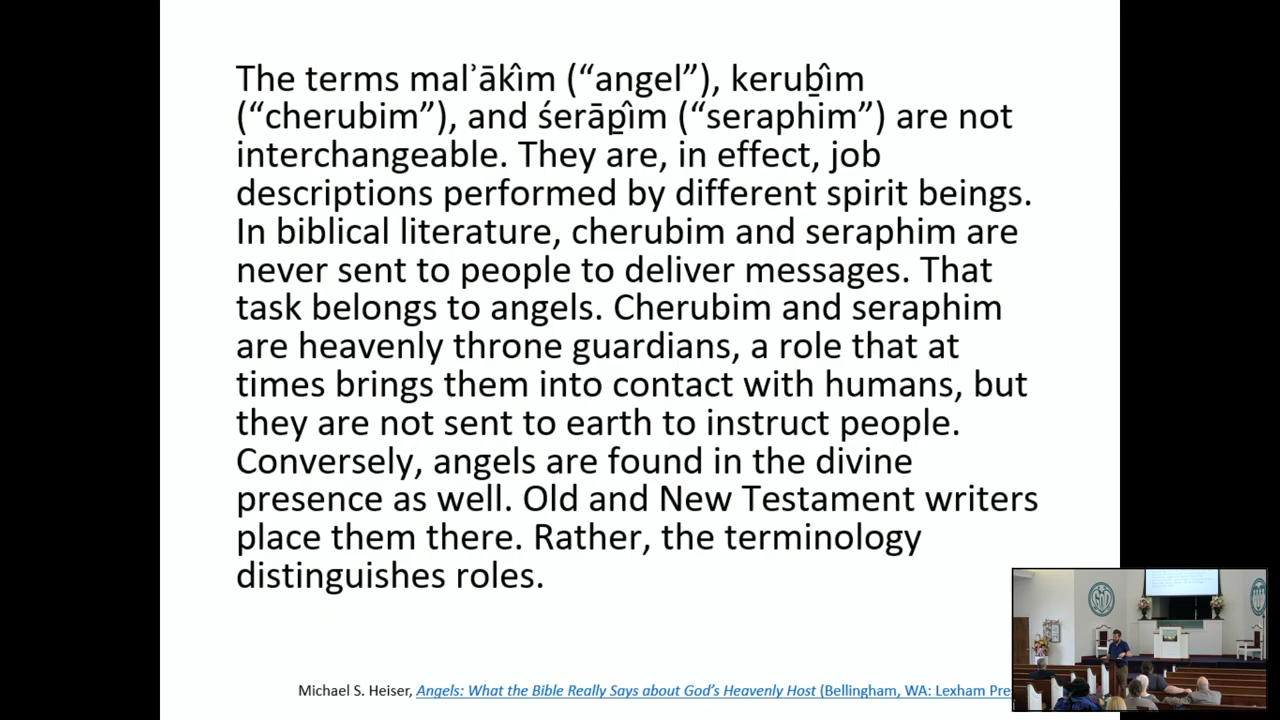 The terms malʾāḵîm (“angel”), keruḇîm
(“cherubim”), and śerāp̱îm (“seraphim”) are not
interchangeable. They are, in effect, job
descriptions performed by different spirit beings.
In biblical literature, cherubim and seraphim are
never sent to people to deliver messages. That
task belongs to angels. Cherubim and seraphim
are heavenly throne guardians, a role that at
times brings them into contact with humans, but
they are not sent to earth to instruct people.
Conversely, angels are found in the divine
presence as well. Old and New Testament writers
place them there. Rather, the terminology
distinguishes roles.
Michael S. Heiser, Angels: What the Bible Really Says about God’s Heavenly Host (Bellingham, WA: Lexham Pre